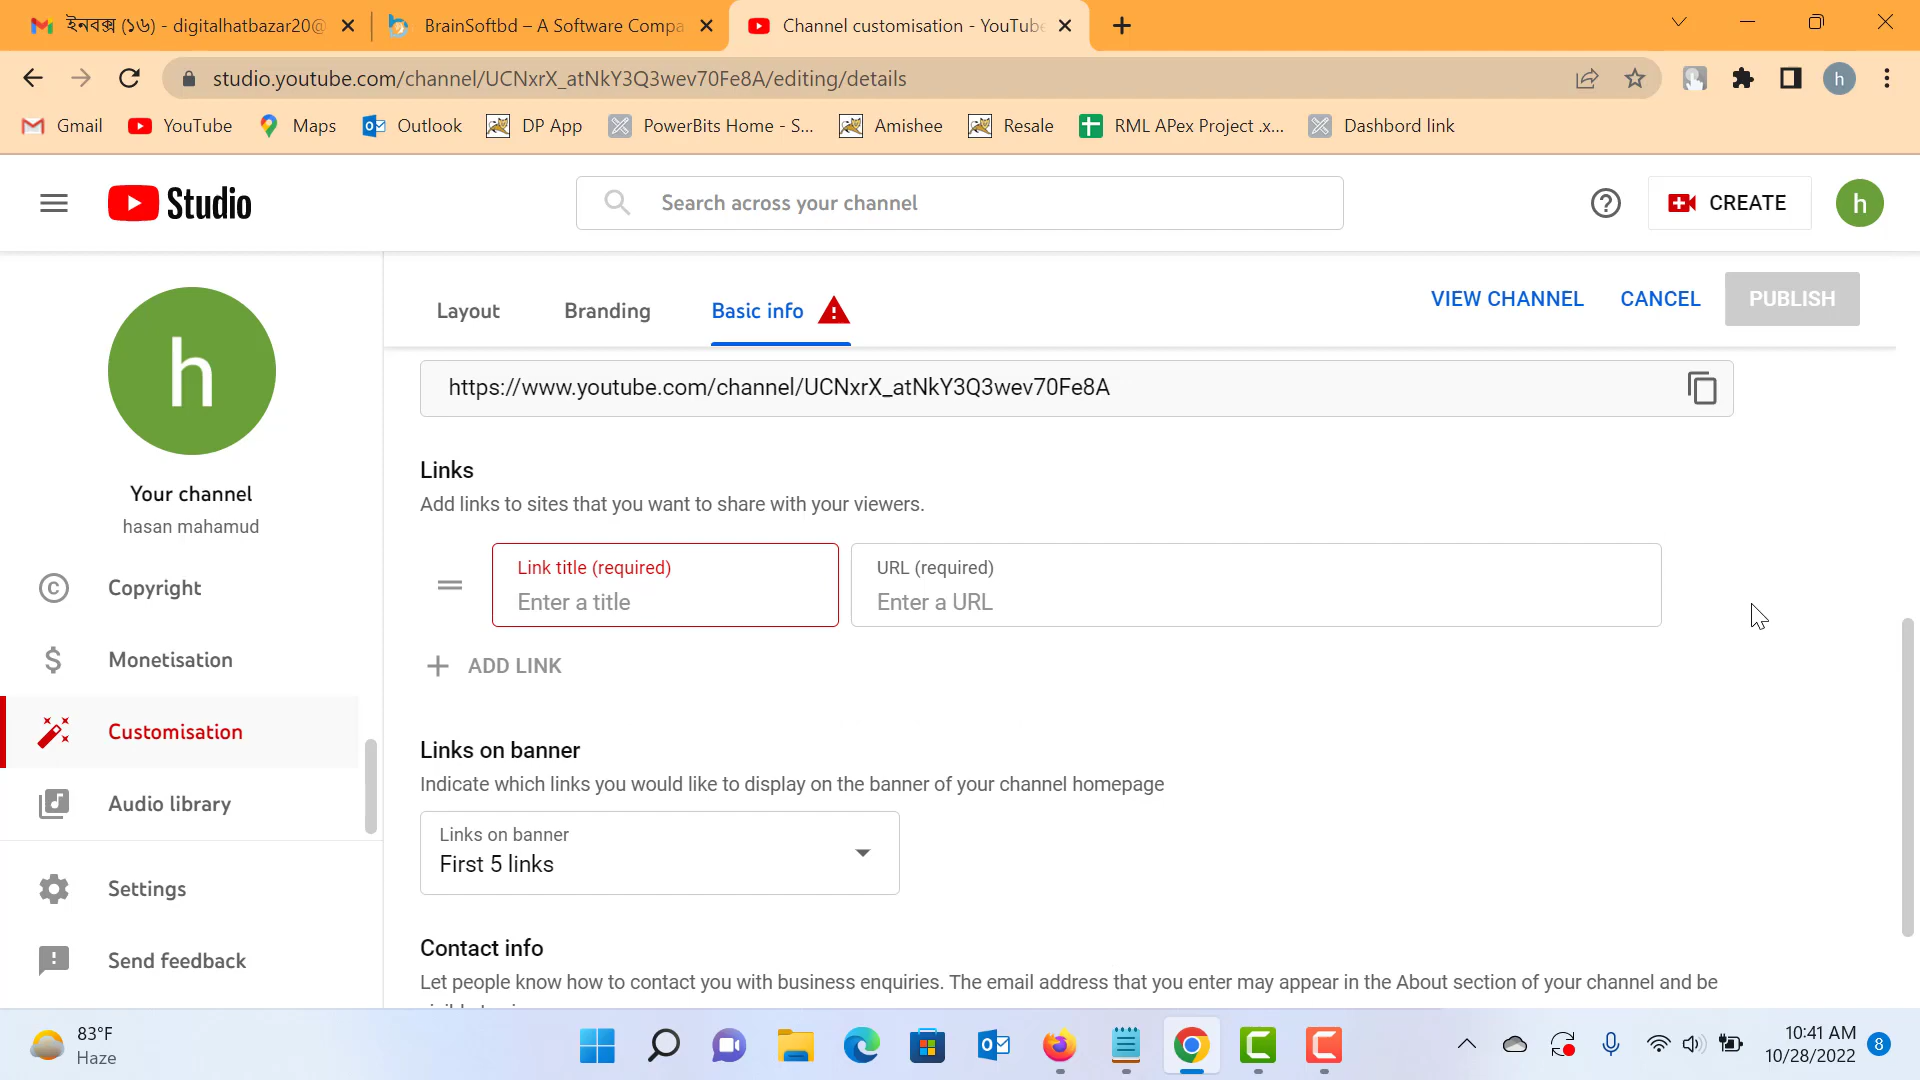 ইনবক্স (১৬) - digitalhatbazar20@
BrainSoftbd – A Software Compa
Channel customisation - YouTube
studio.youtube.com/channel/UCNxrX_atNkY3Q3wev70Fe8A/editing/details
h
Gmail
YouTube
Maps
Outlook
DP App
PowerBits Home - S...
Amishee
Resale
RML APex Project .x...
Dashbord link
Studio
Search across your channel
CREATE
h
h
Your channel
hasan mahamud
Copyright
Monetisation
Customisation
Audio library
Settings
Send feedback
Layout
Branding
Basic info
VIEW CHANNEL
CANCEL
PUBLISH
https://www.youtube.com/channel/UCNxrX_atNkY3Q3wev70Fe8A
Links
Add links to sites that you want to share with your viewers.
Link title (required)
Enter a title
URL (required)
Enter a URL
ADD LINK
Links on banner
Indicate which links you would like to display on the banner of your channel homepage
Links on banner
First 5 links
Contact info
Let people know how to contact you with business enquiries. The email address that you enter may appear in the About section of your channel and be
83°F
Haze
10:41 AM
10/28/2022
8